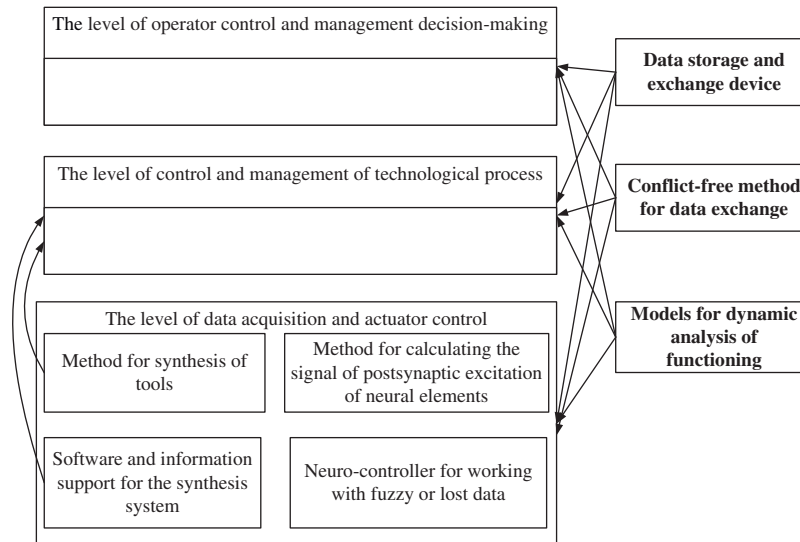 The level of operator control and management decision-making
Data storage and
exchange device
The level of control and management of technological process
Conflict-free method
for data exchange
The level of data acquisition and actuator control
Models for dynamic
analysis of
functioning
Method for synthesis of
tools
Method for calculating the
signal of postsynaptic excitation
of neural elements
Software and information
support for the synthesis
system
Neuro-controller for working
with fuzzy or lost data